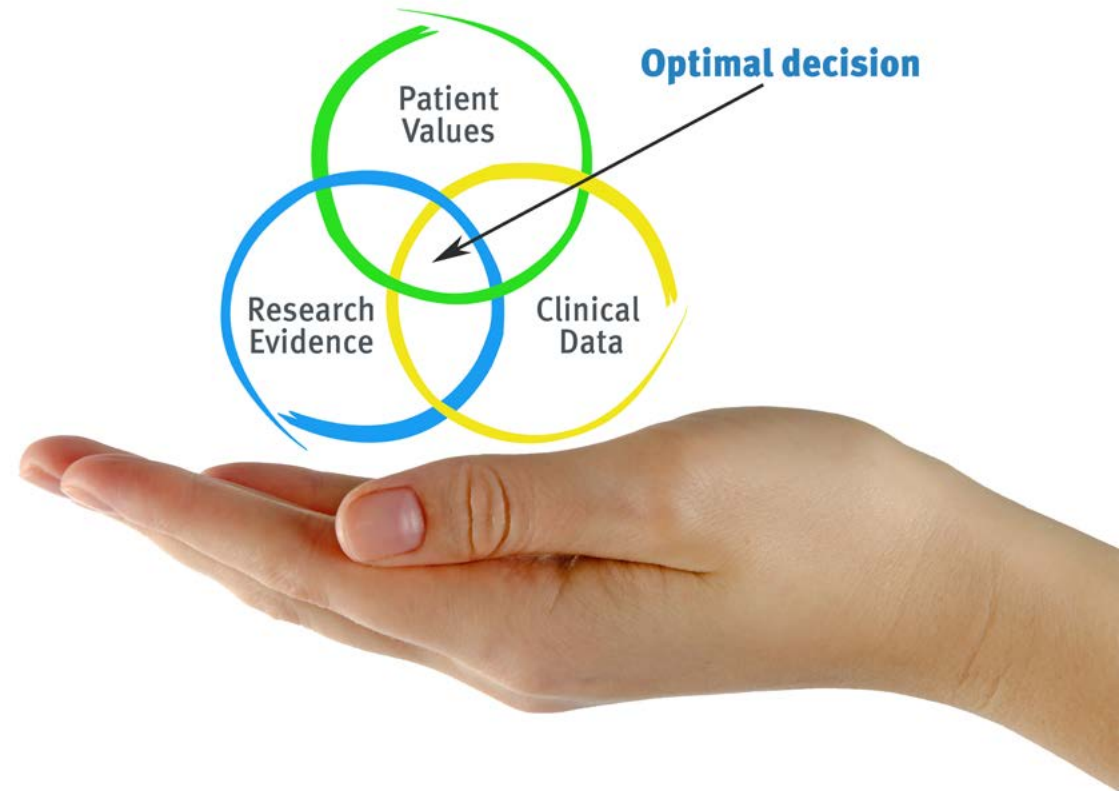 Optimal decision
Patient
Values
Research
Evidence
Clinical
Data